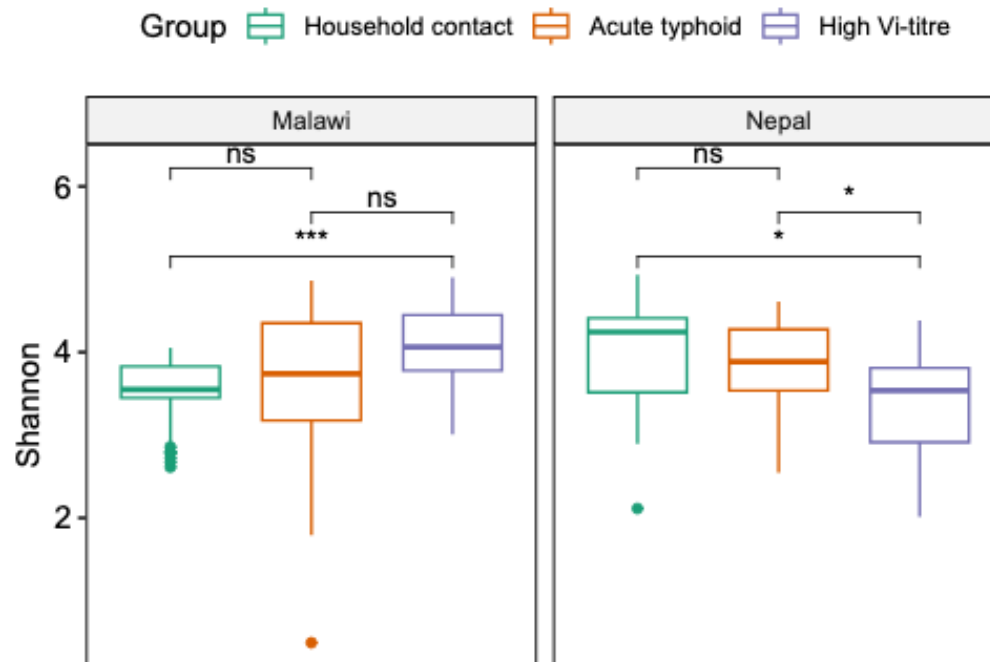 Group Household contact Acute typhoid High Vi-titre
Malawi Nepal
ns ns
6
ns *
*** *
4
Shannon
2